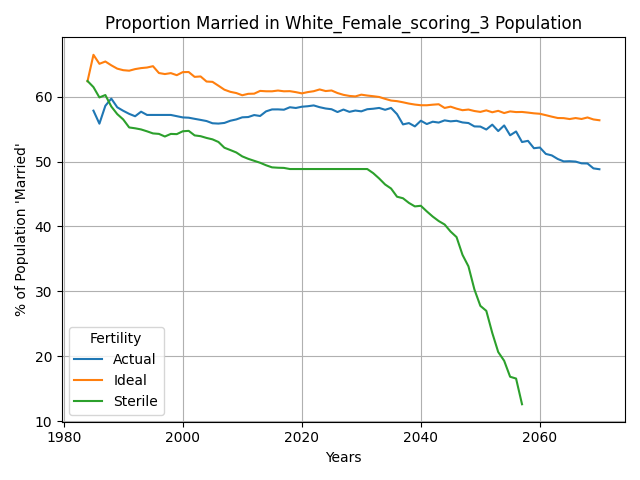 Proportion Married in White_Female_scoring_3 Population
% of Population 'Married'
60
50
40
30
20
10
Fertility
Actual
Ideal
Sterile
1980
2000
2020
2040
2060
Years